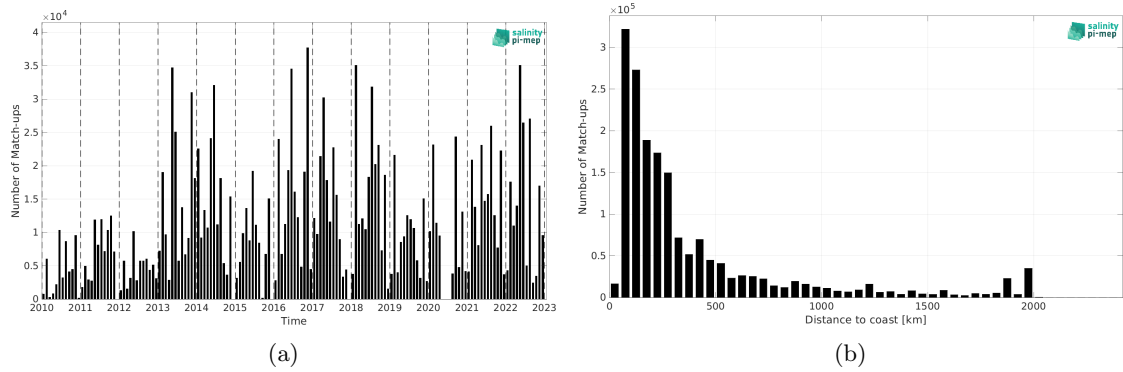 ×10⁴
4
3.5
3
2.5
2
1.5
1
0.5
0
Number of Match-ups
2010 2011 2012 2013 2014 2015 2016 2017 2018 2019 2020 2021 2022 2023
Time
salinity
pi-mep
(a)
×10⁵
3
2.5
2
1.5
1
0.5
0
Number of Match-ups
0 500 1000 1500 2000
Distance to coast [km]
salinity
pi-mep
(b)